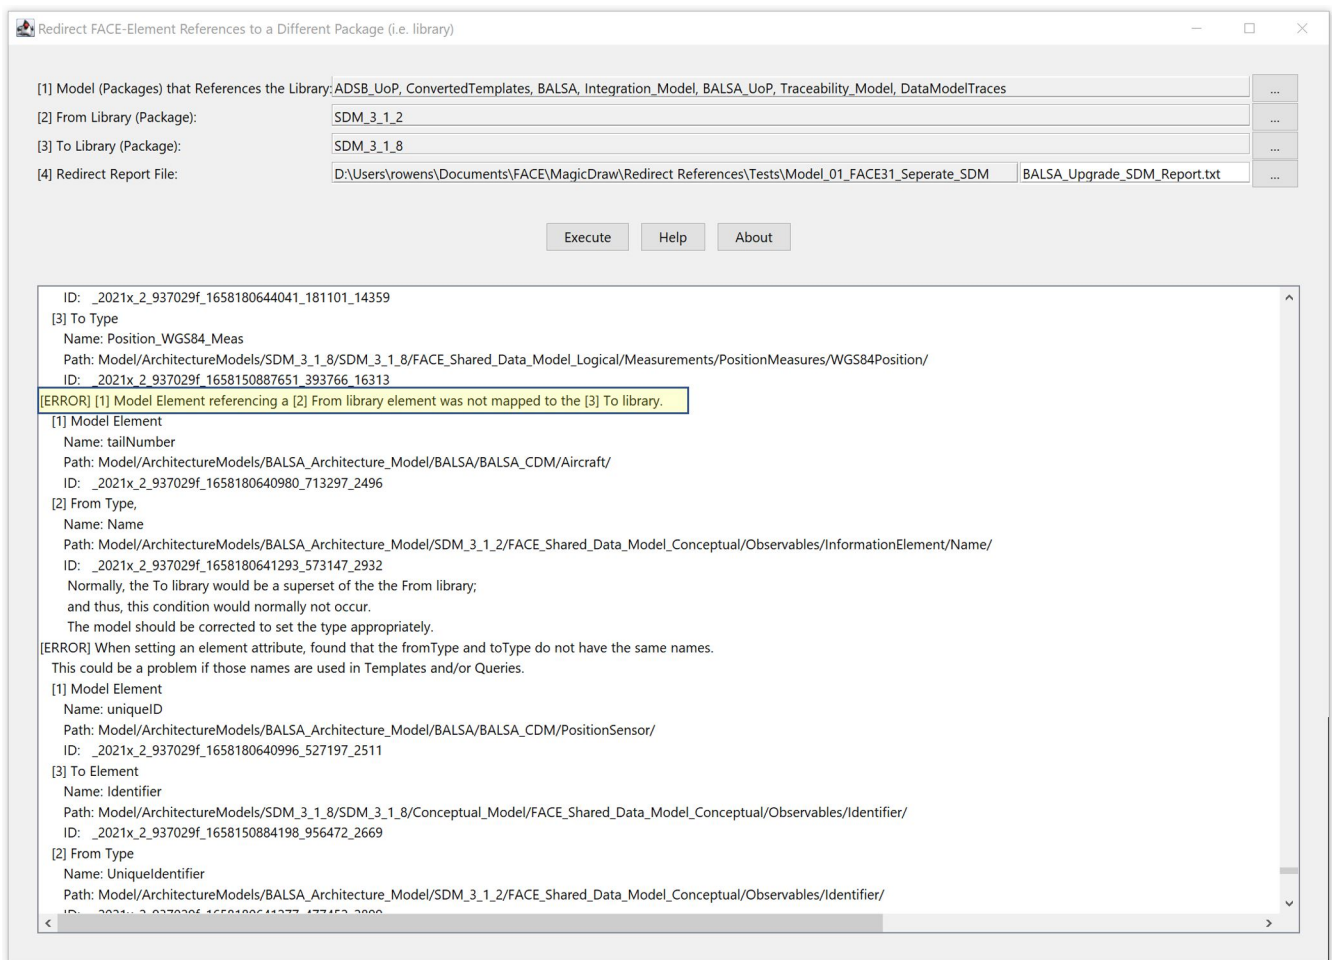 Redirect FACE-Element References to a Different Package (i.e. library)
[1] Model (Packages) that References the Library: ADSB_UoP, ConvertedTemplates, BALSA, Integration_Model, BALSA_UoP, Traceability_Model, DataModelTraces ...
[2] From Library (Package): SDM_3_1_2 ...
[3] To Library (Package): SDM_3_1_8 ...
[4] Redirect Report File: D:\Users\rowens\Documents\FACE\MagicDraw\Redirect References\Tests\Model_01_FACE31_Seperate_SDM BALSA_Upgrade_SDM_Report.txt ...
Execute Help About
ID: _2021x_2_937029f_1658180644041_181101_14359
[3] To Type
Name: Position_WGS84_Meas
Path: Model/ArchitectureModels/SDM_3_1_8/SDM_3_1_8/FACE_Shared_Data_Model_Logical/Measurements/PositionMeasures/WGS84Position/
ID: _2021x_2_937029f_1658150887651_393766_16313
[ERROR] [1] Model Element referencing a [2] From library element was not mapped to the [3] To library.
[1] Model Element
Name: tailNumber
Path: Model/ArchitectureModels/BALSA_Architecture_Model/BALSA/BALSA_CDM/Aircraft/
ID: _2021x_2_937029f_1658180640980_713297_2496
[2] From Type,
Name: Name
Path: Model/ArchitectureModels/BALSA_Architecture_Model/SDM_3_1_2/FACE_Shared_Data_Model_Conceptual/Observables/InformationElement/Name/
ID: _2021x_2_937029f_1658180641293_573147_2932
Normally, the To library would be a superset of the the From library;
and thus, this condition would normally not occur.
The model should be corrected to set the type appropriately.
[ERROR] When setting an element attribute, found that the fromType and toType do not have the same names.
This could be a problem if those names are used in Templates and/or Queries.
[1] Model Element
Name: uniqueID
Path: Model/ArchitectureModels/BALSA_Architecture_Model/BALSA/BALSA_CDM/PositionSensor/
ID: _2021x_2_937029f_1658180640996_527197_2511
[3] To Element
Name: Identifier
Path: Model/ArchitectureModels/SDM_3_1_8/SDM_3_1_8/Conceptual_Model/FACE_Shared_Data_Model_Conceptual/Observables/Identifier/
ID: _2021x_2_937029f_1658150884198_956472_2669
[2] From Type
Name: UniqueIdentifier
Path: Model/ArchitectureModels/BALSA_Architecture_Model/SDM_3_1_2/FACE_Shared_Data_Model_Conceptual/Observables/Identifier/